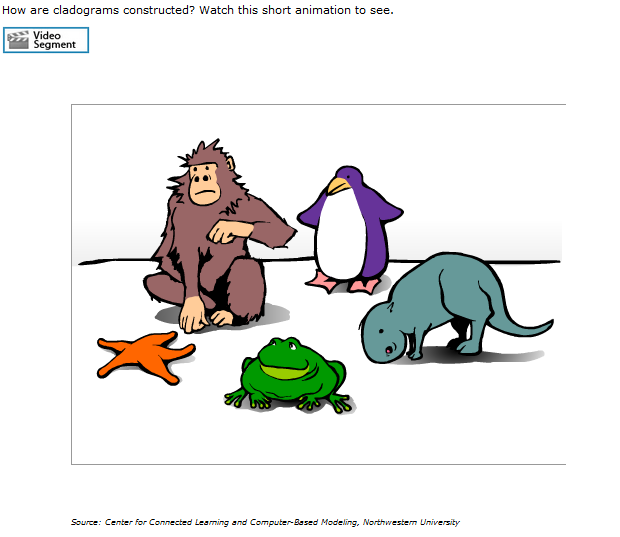 How are cladograms constructed? Watch this short animation to see.
Video
Segment
Source: Center for Connected Learning and Computer-Based Modeling, Northwestern University